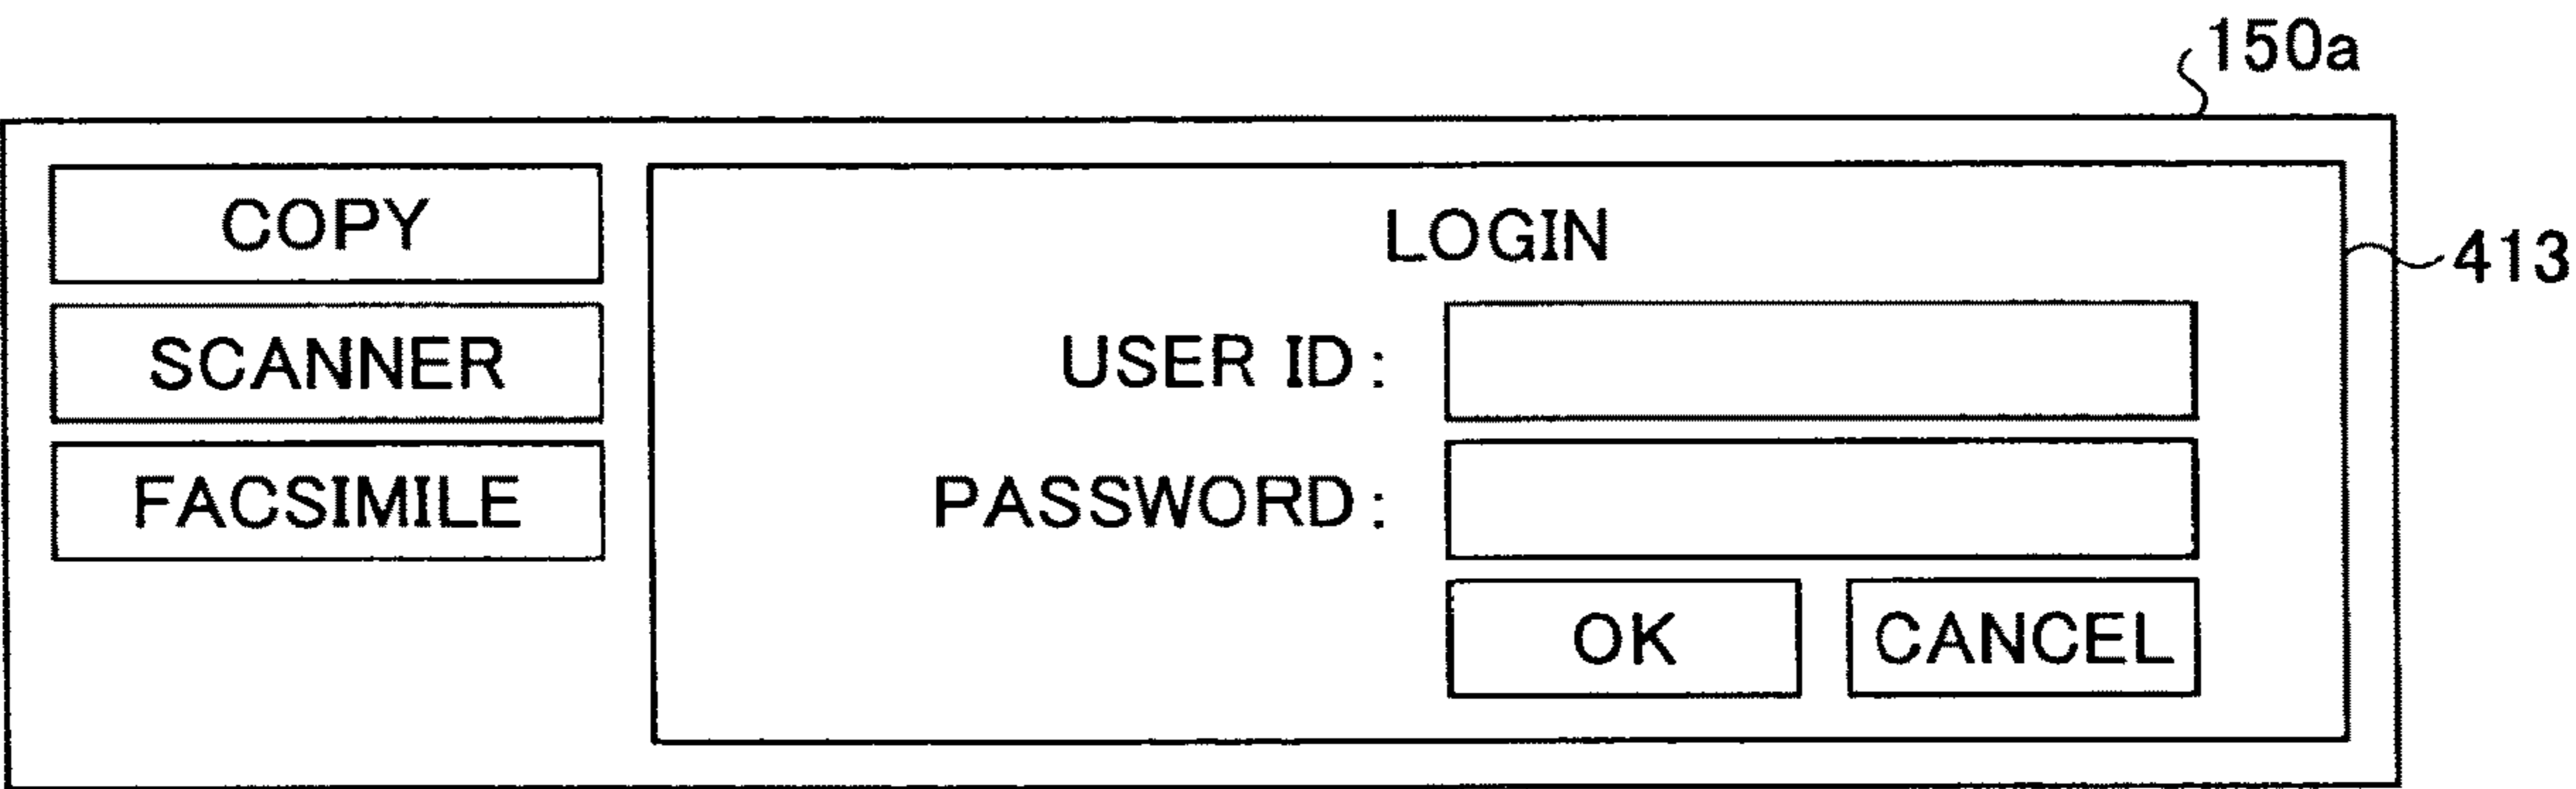 150a
COPY
SCANNER
FACSIMILE
LOGIN
413
USER ID:
PASSWORD:
OK
CANCEL